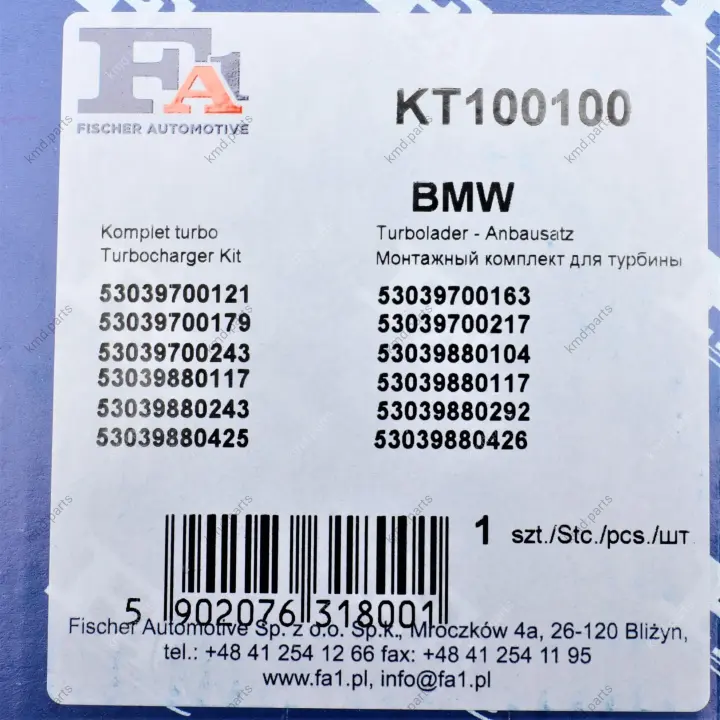 FA1
FISCHER AUTOMOTIVE
KT100100
BMW
Komplet turbo
Turbocharger Kit
Turbolader - Anbausatz
Монтажный комплект для турбины
53039700121 53039700163
53039700179 53039700217
53039700243 53039880104
53039880117 53039880117
53039880243 53039880292
53039880425 53039880426
1 szt./Stc./pcs./шт
5 902076 318001
Fischer Automotive Sp. z o.o. Sp.k., Mroczków 4a, 26-120 Bliżyn,
tel.: +48 41 254 12 66 fax: +48 41 254 11 95
www.fa1.pl, info@fa1.pl
kmd.parts